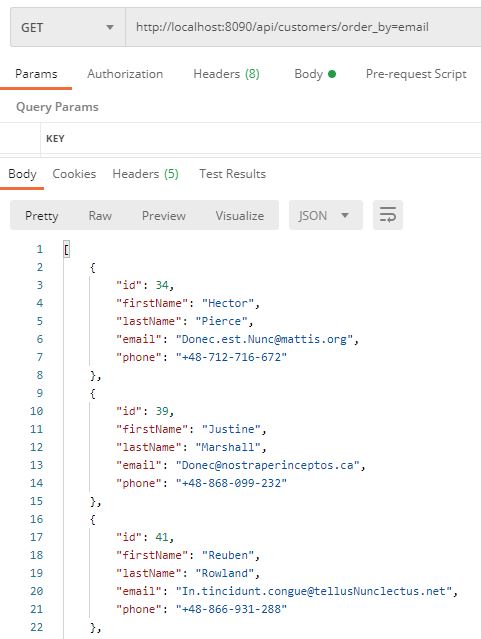 GET http://localhost:8090/api/customers/order_by=email
Params Authorization Headers (8) Body Pre-request Script
Query Params
KEY
Body Cookies Headers (5) Test Results
Pretty Raw Preview Visualize JSON
1 [
2 {
3 "id": 34,
4 "firstName": "Hector",
5 "lastName": "Pierce",
6 "email": "Donec.est.Nunc@mattis.org",
7 "phone": "+48-712-716-672"
8 },
9 {
10 "id": 39,
11 "firstName": "Justine",
12 "lastName": "Marshall",
13 "email": "Donec@nostraperinceptos.ca",
14 "phone": "+48-868-099-232"
15 },
16 {
17 "id": 41,
18 "firstName": "Reuben",
19 "lastName": "Rowland",
20 "email": "In.tincidunt.congue@tellusNunclectus.net",
21 "phone": "+48-866-931-288"
22 },